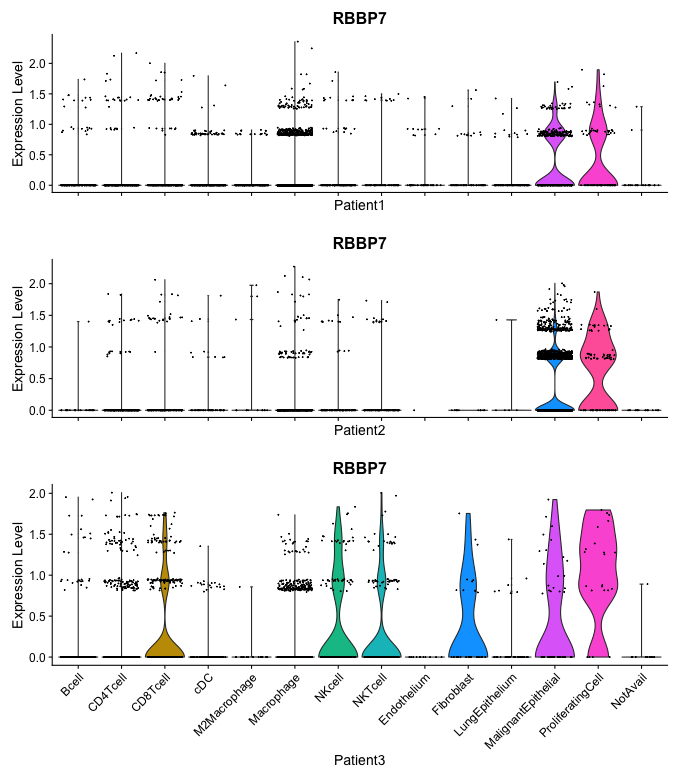 RBBP7
Expression Level
2.0
1.5
1.0
0.5
0.0
Patient1
RBBP7
Expression Level
2.0
1.5
1.0
0.5
0.0
Patient2
RBBP7
Expression Level
2.0
1.5
1.0
0.5
0.0
Bcell
CD4Tcell
CD8Tcell
cDC
M2Macrophage
Macrophage
NKcell
NKTcell
Endothelium
Fibroblast
LungEpithelium
MalignantEpithelial
ProliferatingCell
NotAvail
Patient3